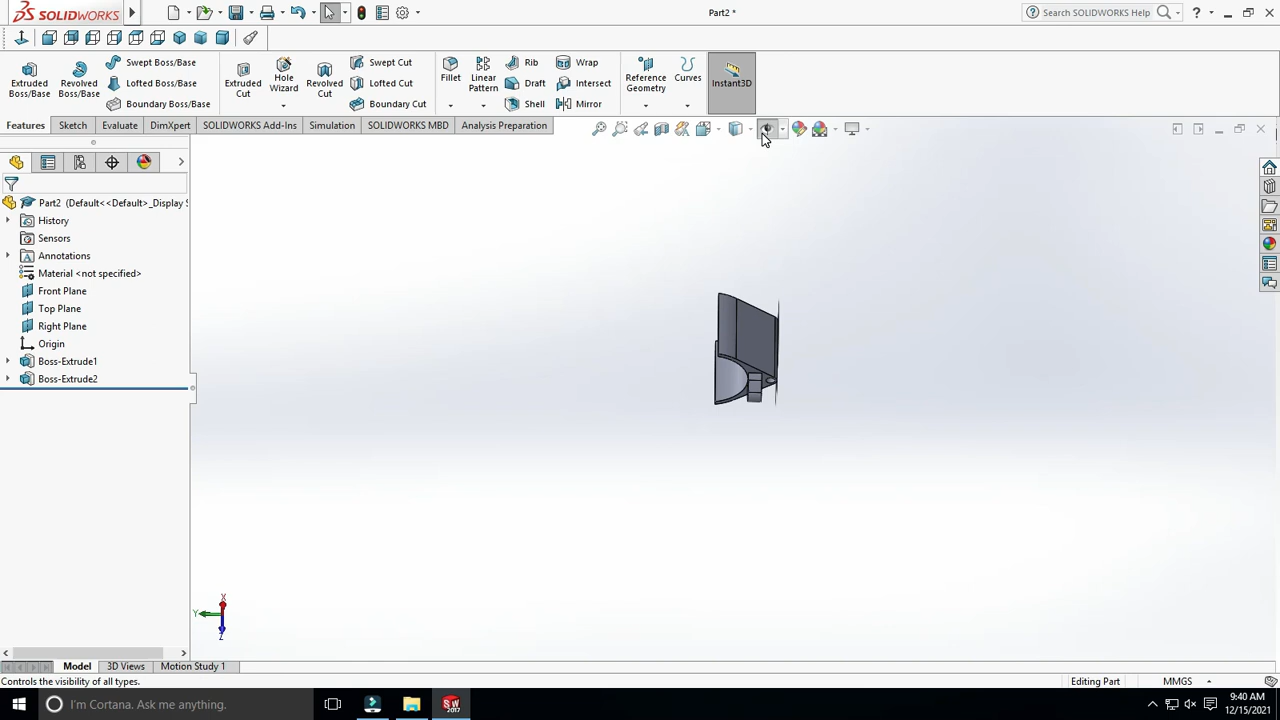 SOLIDWORKS
Part2 *
Search SOLIDWORKS Help
Extruded Boss/Base
Revolved Boss/Base
Swept Boss/Base
Lofted Boss/Base
Boundary Boss/Base
Extruded Cut
Hole Wizard
Revolved Cut
Swept Cut
Lofted Cut
Boundary Cut
Fillet
Linear Pattern
Rib
Draft
Shell
Wrap
Intersect
Mirror
Reference Geometry
Curves
Instant3D
Features
Sketch
Evaluate
DimXpert
SOLIDWORKS Add-Ins
Simulation
SOLIDWORKS MBD
Analysis Preparation
Part2 (Default<<Default>_Display S
History
Sensors
Annotations
Material <not specified>
Front Plane
Top Plane
Right Plane
Origin
Boss-Extrude1
Boss-Extrude2
X
Y
Z
Model
3D Views
Motion Study 1
Controls the visibility of all types.
Editing Part
MMGS
I'm Cortana. Ask me anything.
SW
2017
9:40 AM
12/15/2021